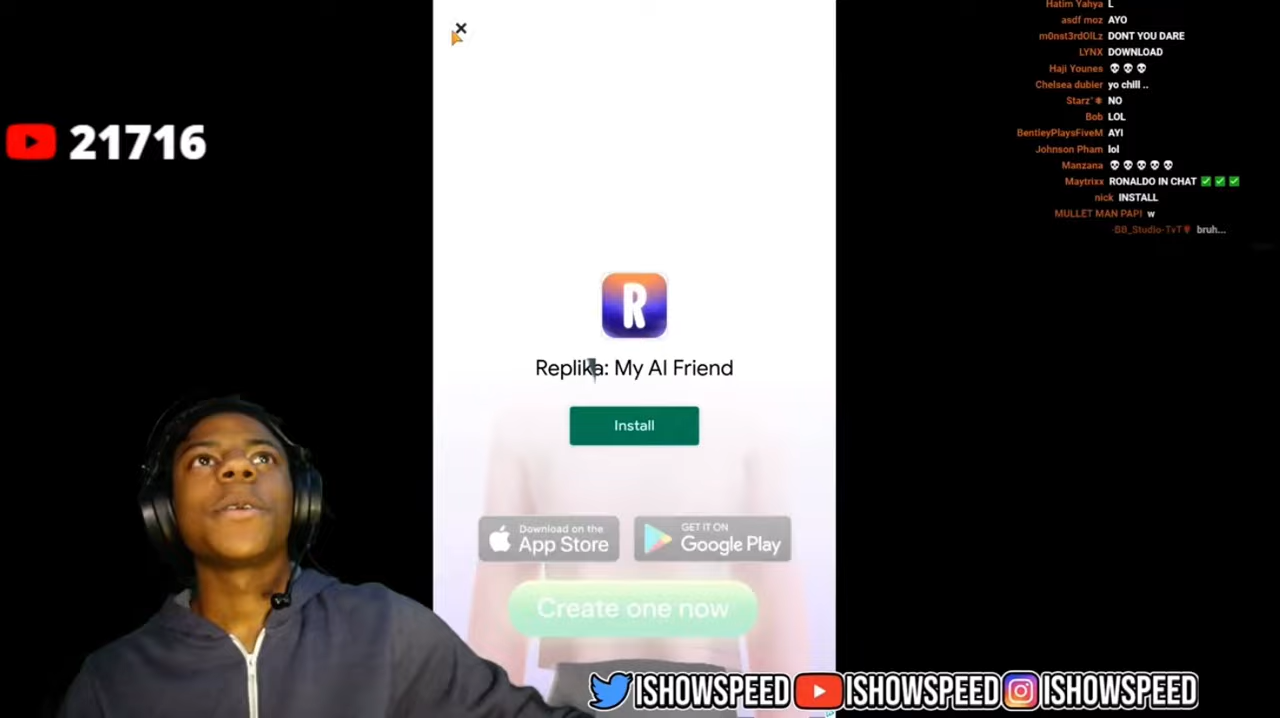 21716
Hatim Yahya L
asdf moz AYO
m0nst3rdOlLz DONT YOU DARE
LYNX DOWNLOAD
Haji Younes 💀💀💀
Chelsea dubier yo chill ..
Starz NO
Bob LOL
BentleyPlaysFiveM AYI
Johnson Pham lol
Manzana 💀💀💀💀💀
Maytrixx RONALDO IN CHAT ✅✅✅
nick INSTALL
MULLET MAN PAPI w
-BB_Studio-TvT bruh...
R
Replika: My AI Friend
Install
Download on the
App Store
GET IT ON
Google Play
Create one now
ISHOWSPEED ISHOWSPEED ISHOWSPEED